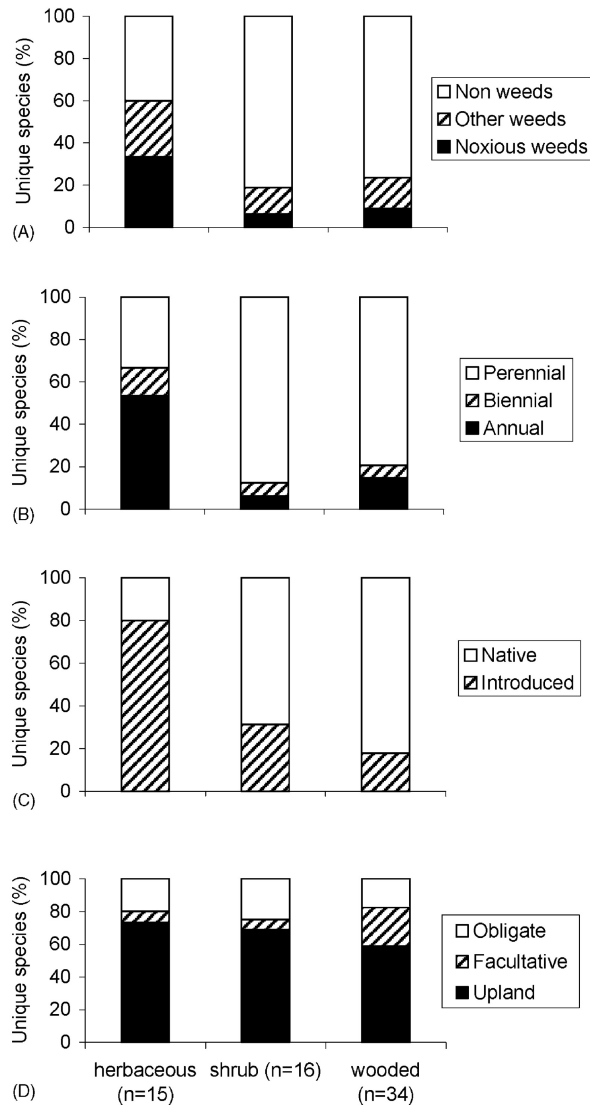 100
80
60
40
20
0
Unique species (%)
(A)
Non weeds
Other weeds
Noxious weeds
100
80
60
40
20
0
Unique species (%)
(B)
Perennial
Biennial
Annual
100
80
60
40
20
0
Unique species (%)
(C)
Native
Introduced
100
80
60
40
20
0
Unique species (%)
(D)
Obligate
Facultative
Upland
herbaceous shrub (n=16) wooded
(n=15) (n=34)